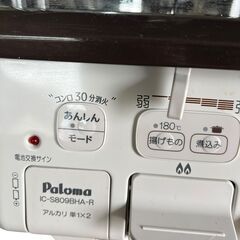 コンロ30分消火
あんしん
モード
180℃
揚げもの
煮込み
電池交換サイン
Paloma
IC-S809BHA-R
アルカリ 単1×2